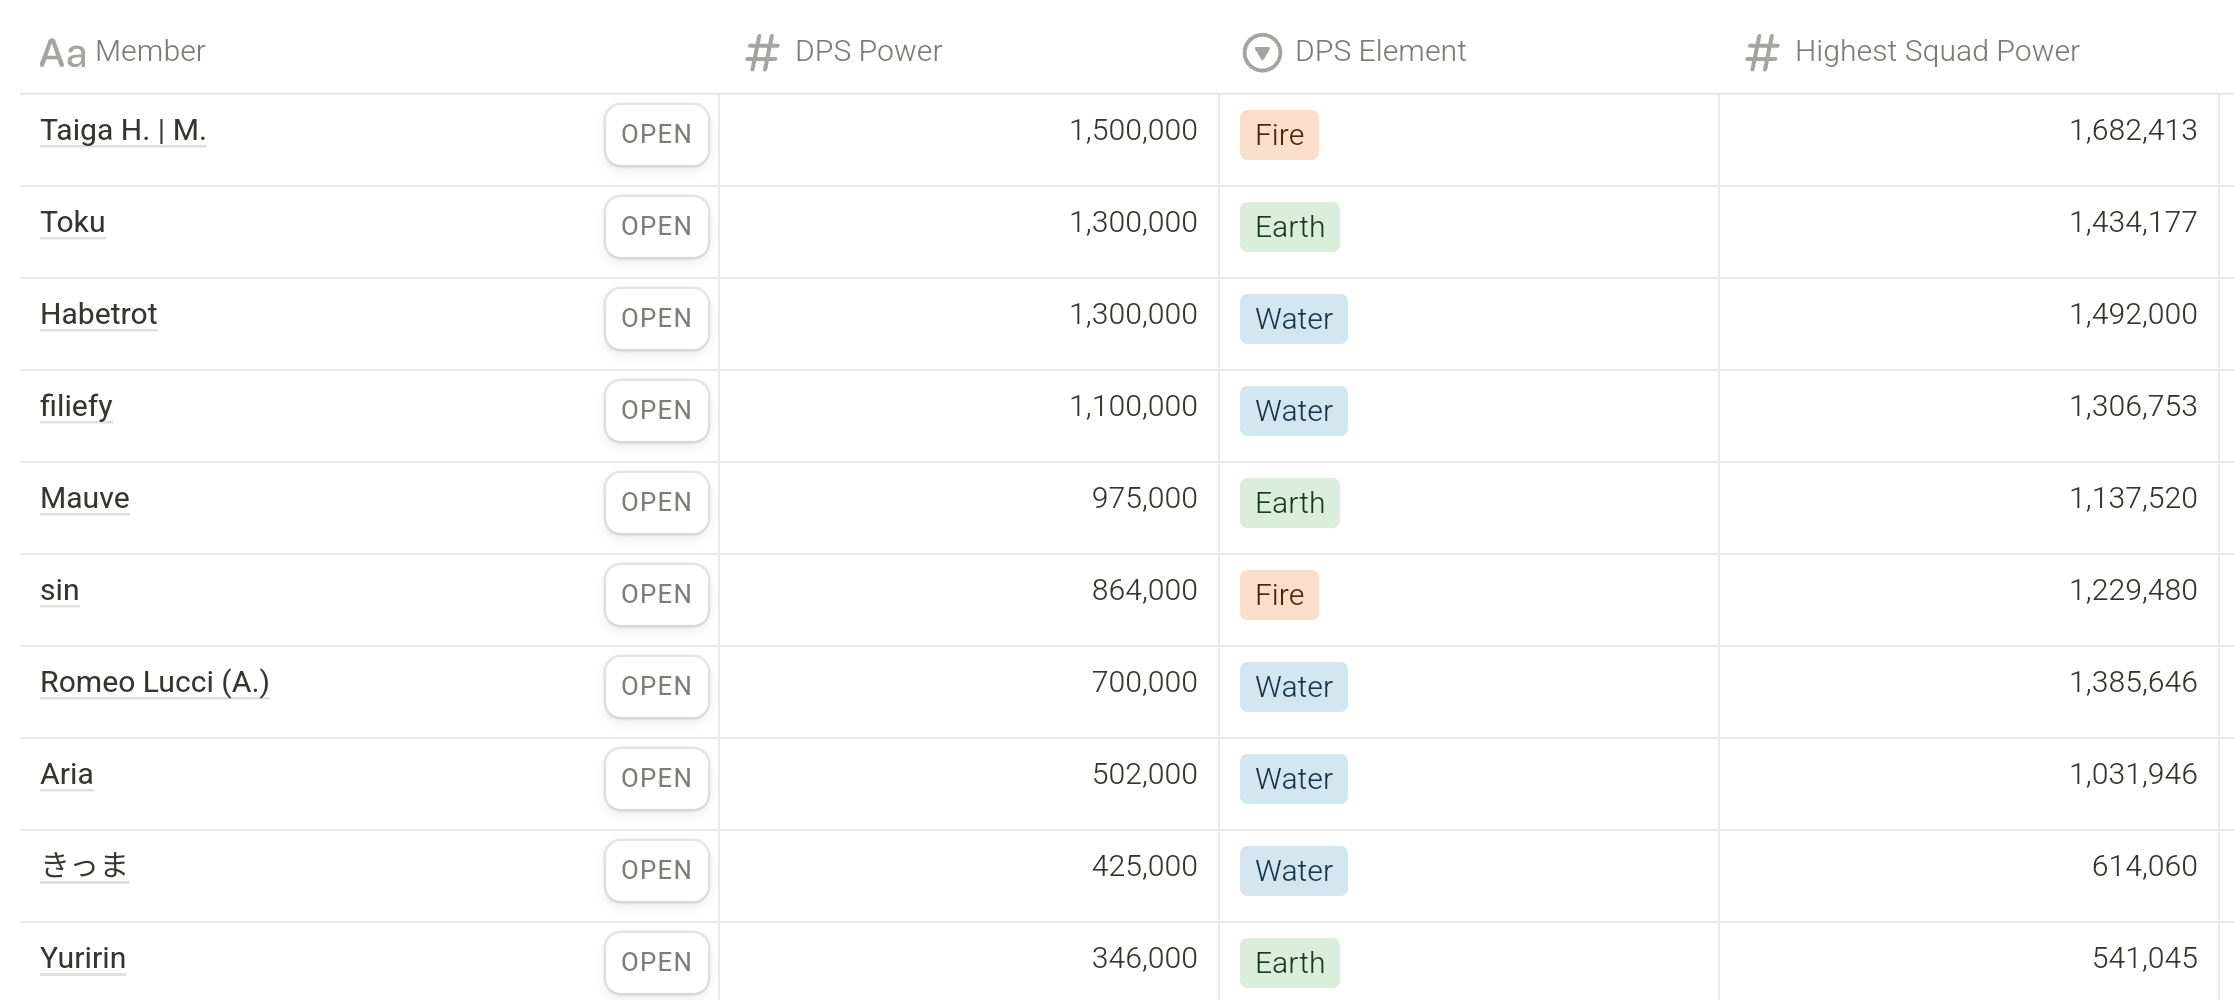 Aa Member # DPS Power DPS Element # Highest Squad Power
Taiga H. | M. OPEN 1,500,000 Fire 1,682,413
Toku OPEN 1,300,000 Earth 1,434,177
Habetrot OPEN 1,300,000 Water 1,492,000
filiefy OPEN 1,100,000 Water 1,306,753
Mauve OPEN 975,000 Earth 1,137,520
sin OPEN 864,000 Fire 1,229,480
Romeo Lucci (A.) OPEN 700,000 Water 1,385,646
Aria OPEN 502,000 Water 1,031,946
きっま OPEN 425,000 Water 614,060
Yuririn OPEN 346,000 Earth 541,045